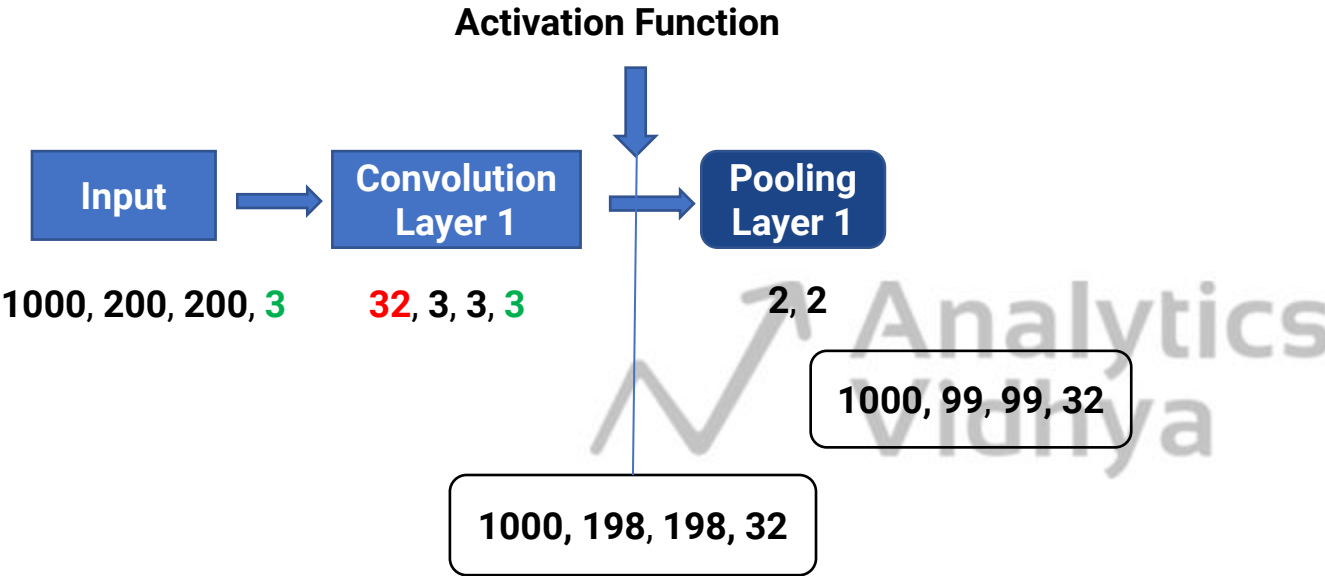 Activation Function
Input
Convolution
Layer 1
Pooling
Layer 1
1000, 200, 200, 3
32, 3, 3, 3
2, 2
Analytics
Vidhya
1000, 99, 99, 32
1000, 198, 198, 32